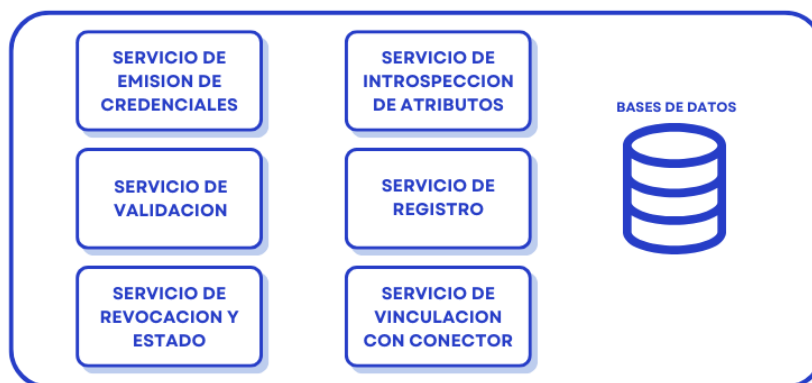 SERVICIO DE
EMISION DE
CREDENCIALES
SERVICIO DE
INTROSPECCION
DE ATRIBUTOS
BASES DE DATOS
SERVICIO DE
VALIDACION
SERVICIO DE
REGISTRO
SERVICIO DE
REVOCACION Y
ESTADO
SERVICIO DE
VINCULACION
CON CONECTOR